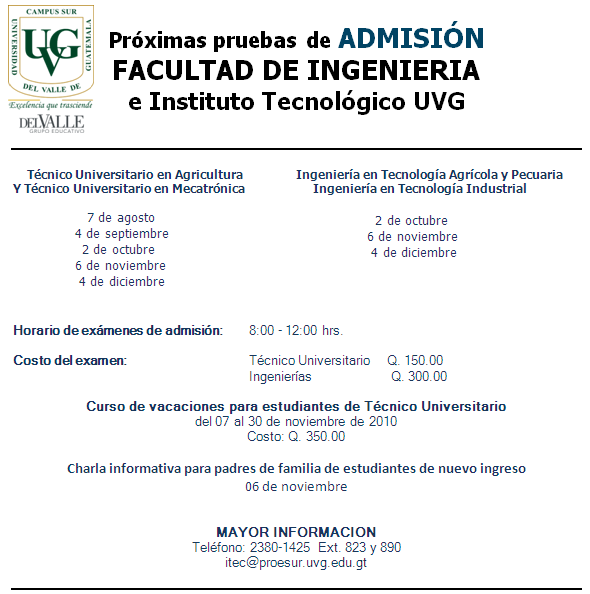 CAMPUS SUR
UNIVERSIDAD DEL VALLE DE GUATEMALA
UVG
Excelencia que trasciende
DELVALLE
GRUPO EDUCATIVO
Próximas pruebas de ADMISIÓN
FACULTAD DE INGENIERIA
e Instituto Tecnológico UVG
Técnico Universitario en Agricultura
Y Técnico Universitario en Mecatrónica
7 de agosto
4 de septiembre
2 de octubre
6 de noviembre
4 de diciembre
Ingeniería en Tecnología Agrícola y Pecuaria
Ingeniería en Tecnología Industrial
2 de octubre
6 de noviembre
4 de diciembre
Horario de exámenes de admisión: 8:00 - 12:00 hrs.
Costo del examen: Técnico Universitario Q. 150.00
Ingenierías Q. 300.00
Curso de vacaciones para estudiantes de Técnico Universitario
del 07 al 30 de noviembre de 2010
Costo: Q. 350.00
Charla informativa para padres de familia de estudiantes de nuevo ingreso
06 de noviembre
MAYOR INFORMACION
Teléfono: 2380-1425 Ext. 823 y 890
itec@proesur.uvg.edu.gt